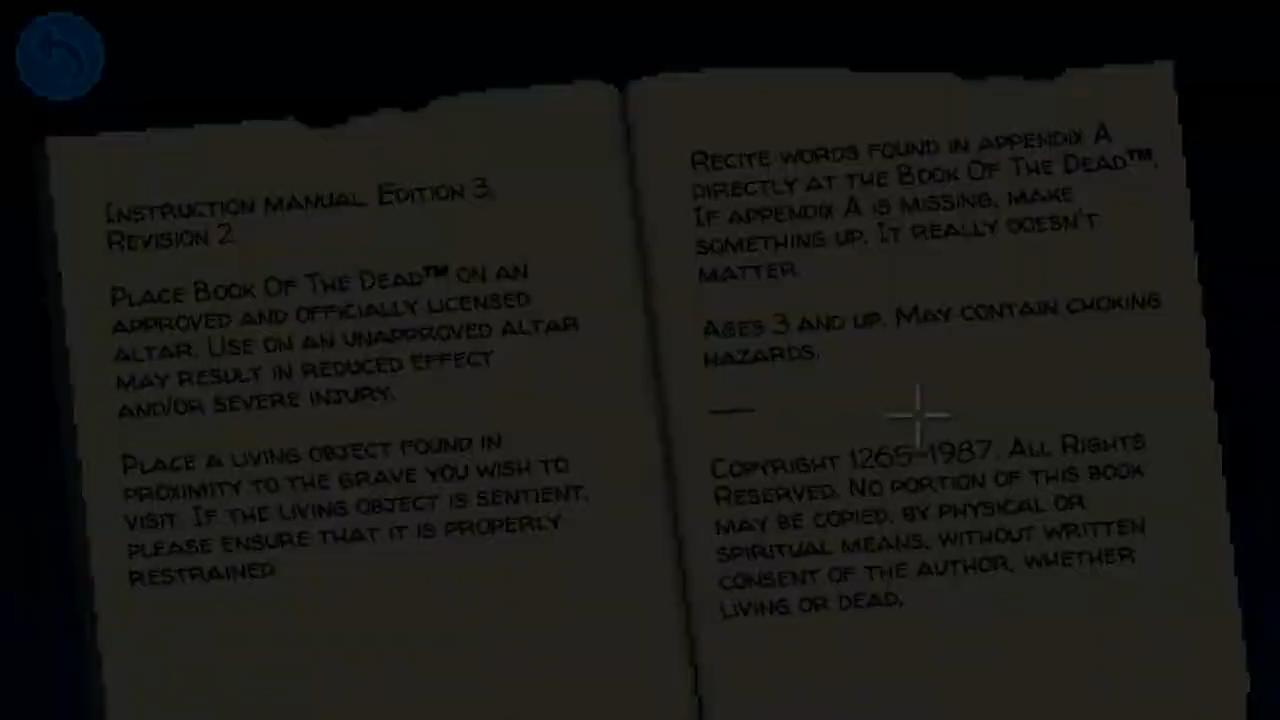 Instruction manual Edition 3,
Revision 2
Place Book Of The Dead™ on an
approved and officially licensed
altar. Use on an unapproved altar
may result in reduced effect
and/or severe injury.
Place a living object found in
proximity to the grave you wish to
visit. If the living object is sentient,
please ensure that it is properly
restrained
Recite words found in appendix A
directly at the Book Of The Dead™.
If appendix A is missing, make
something up. It really doesn't
matter.
Ages 3 and up. May contain choking
hazards.
Copyright 1265-1987. All Rights
Reserved. No portion of this book
may be copied, by physical or
spiritual means, without written
consent of the author, whether
living or dead.